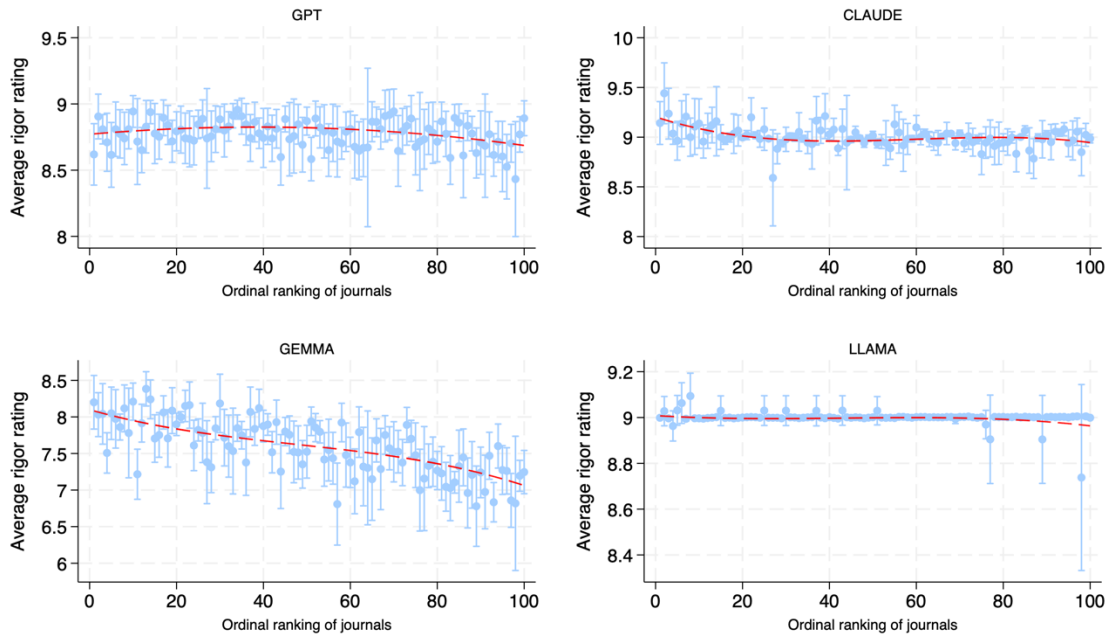 GPT
9.5
9
8.5
8
Average rigor rating
0 20 40 60 80 100
Ordinal ranking of journals
CLAUDE
10
9.5
9
8.5
8
Average rigor rating
0 20 40 60 80 100
Ordinal ranking of journals
GEMMA
8.5
8
7.5
7
6.5
6
Average rigor rating
0 20 40 60 80 100
Ordinal ranking of journals
LLAMA
9.2
9
8.8
8.6
8.4
Average rigor rating
0 20 40 60 80 100
Ordinal ranking of journals